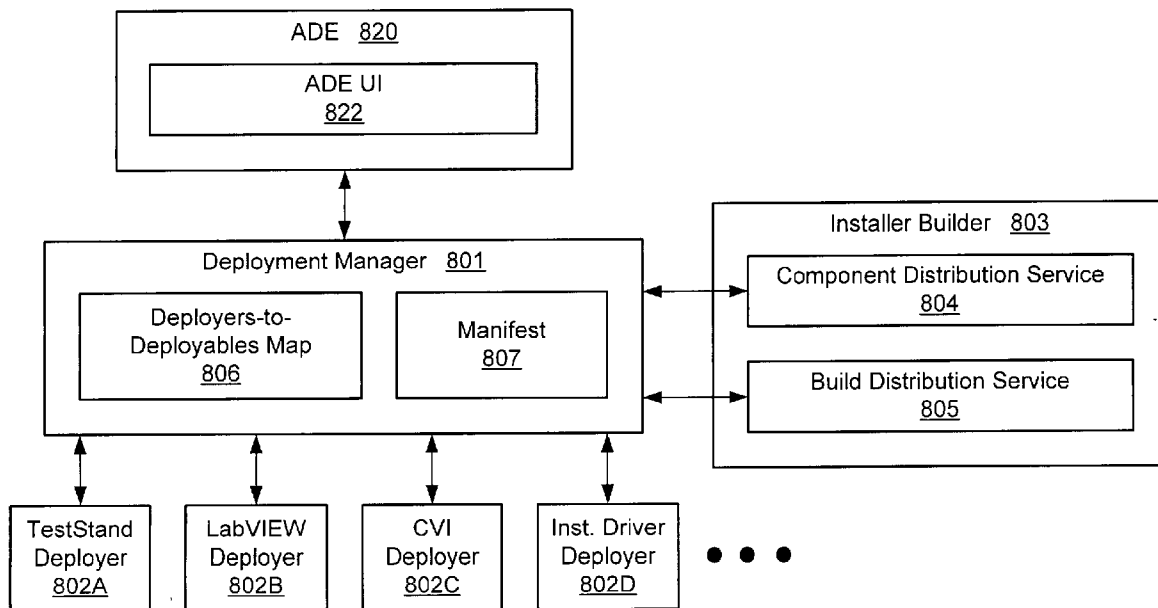 ADE 820
ADE UI
822
Installer Builder 803
Deployment Manager 801
Component Distribution Service
804
Deployers-to-
Deployables Map
806
Manifest
807
Build Distribution Service
805
TestStand
Deployer
802A
LabVIEW
Deployer
802B
CVI
Deployer
802C
Inst. Driver
Deployer
802D